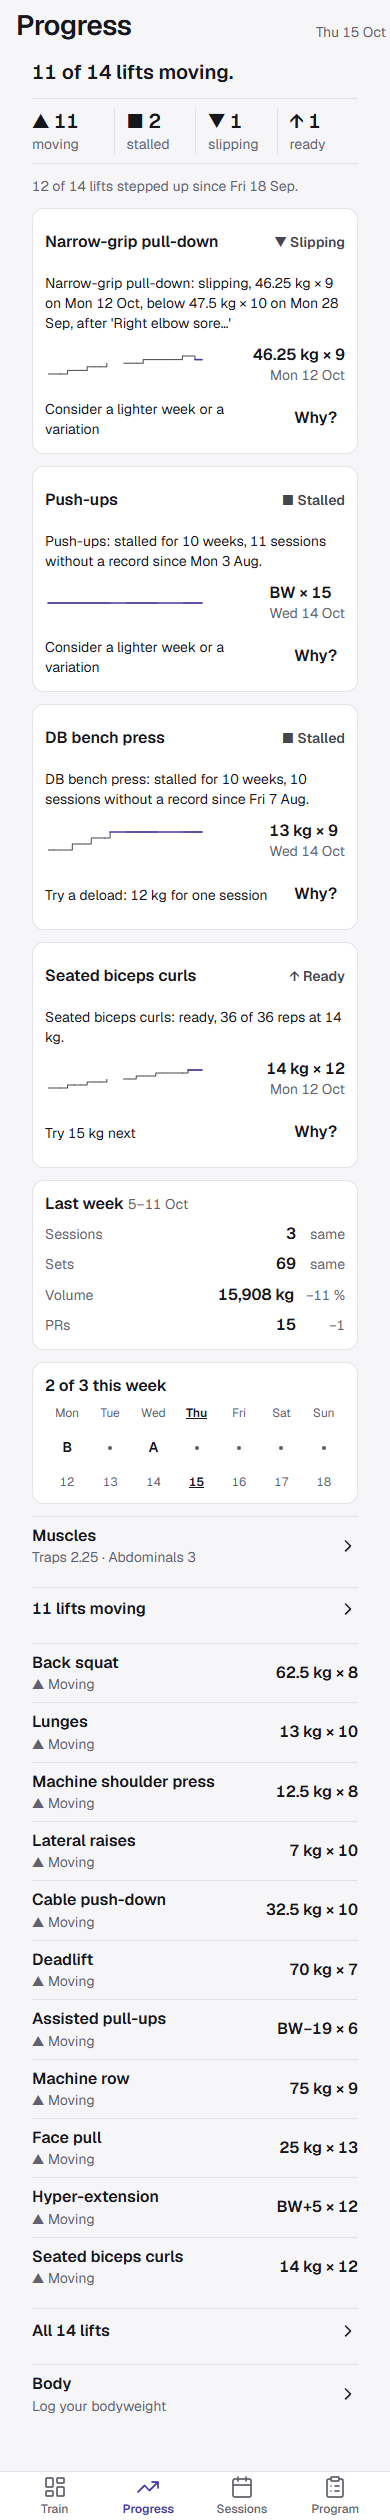 Progress
Thu 15 Oct
11 of 14 lifts moving.
▲ 11
moving
■ 2
stalled
▼ 1
slipping
↑ 1
ready
12 of 14 lifts stepped up since Fri 18 Sep.
Narrow-grip pull-down
▼ Slipping
Narrow-grip pull-down: slipping, 46.25 kg × 9
on Mon 12 Oct, below 47.5 kg × 10 on Mon 28
Sep, after 'Right elbow sore…'
46.25 kg × 9
Mon 12 Oct
Consider a lighter week or a
variation
Why?
Push-ups
■ Stalled
Push-ups: stalled for 10 weeks, 11 sessions
without a record since Mon 3 Aug.
BW × 15
Wed 14 Oct
Consider a lighter week or a
variation
Why?
DB bench press
■ Stalled
DB bench press: stalled for 10 weeks, 10
sessions without a record since Fri 7 Aug.
13 kg × 9
Wed 14 Oct
Try a deload: 12 kg for one session
Why?
Seated biceps curls
↑ Ready
Seated biceps curls: ready, 36 of 36 reps at 14
kg.
14 kg × 12
Mon 12 Oct
Try 15 kg next
Why?
Last week 5–11 Oct
Sessions 3 same
Sets 69 same
Volume 15,908 kg −11 %
PRs 15 −1
2 of 3 this week
Mon Tue Wed Thu Fri Sat Sun
B • A • • • •
12 13 14 15 16 17 18
Muscles
Traps 2.25 · Abdominals 3
11 lifts moving
Back squat
▲ Moving
62.5 kg × 8
Lunges
▲ Moving
13 kg × 10
Machine shoulder press
▲ Moving
12.5 kg × 8
Lateral raises
▲ Moving
7 kg × 10
Cable push-down
▲ Moving
32.5 kg × 10
Deadlift
▲ Moving
70 kg × 7
Assisted pull-ups
▲ Moving
BW−19 × 6
Machine row
▲ Moving
75 kg × 9
Face pull
▲ Moving
25 kg × 13
Hyper-extension
▲ Moving
BW+5 × 12
Seated biceps curls
▲ Moving
14 kg × 12
All 14 lifts
Body
Log your bodyweight
Train
Progress
Sessions
Program